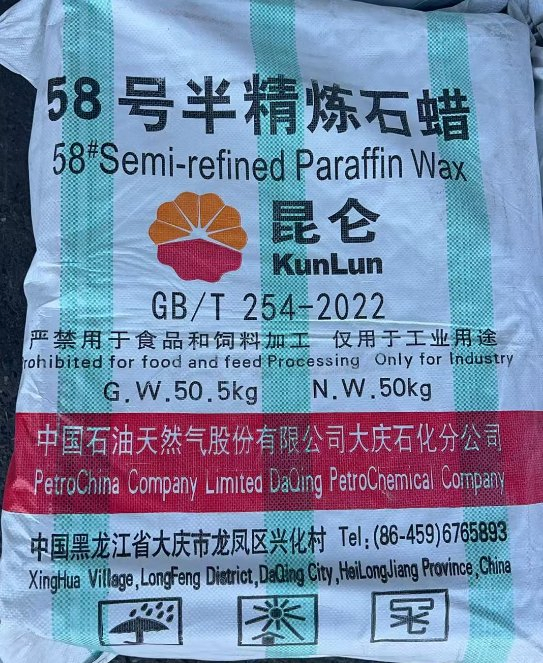 58号半精炼石蜡
58#Semi-refined Paraffin Wax
昆仑
KunLun
GB/T 254-2022
严禁用于食品和饲料加工 仅用于工业用途
rohibited for food and feed Processing Only for Industry
G.W.50.5kg N.W.50kg
中国石油天然气股份有限公司大庆石化分公司
PetroChina Company Limited DaQing PetroChemical Company
中国黑龙江省大庆市龙凤区兴化村 Tel:(86-459)6765893
XingHua Village,LongFeng District,DaQing City,HeiLongJiang Province,China